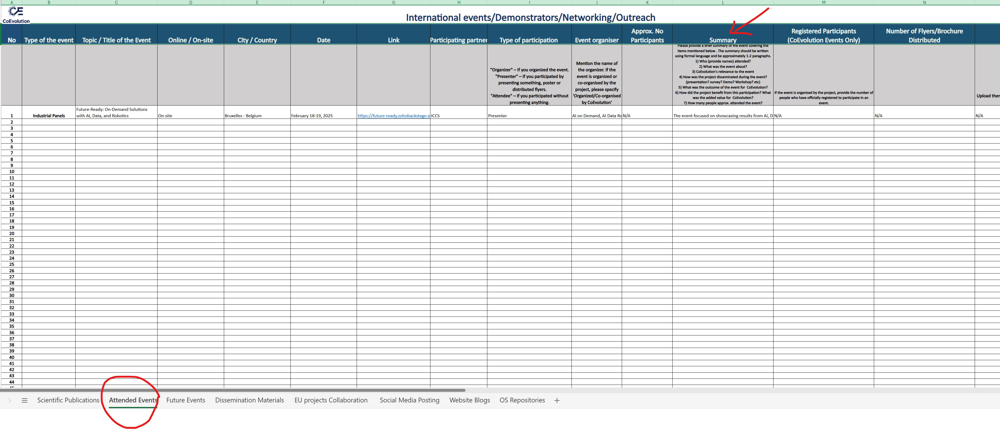 A B C D E F G H I J K L M N
CoEvolution
International events/Demonstrators/Networking/Outreach
No
Type of the event
Topic / Title of the Event
Online / On-site
City / Country
Date
Link
Participating partner
Type of participation
Event organiser
Approx. No
Participants
Summary
Registered Participants
(CoEvolution Events Only)
Number of Flyers/Brochure
Distributed
"Organizer" – If you organized the event.
"Presenter" – If you participated by
presenting something, poster or
distributed flyers.
"Attendee" – If you participated without
presenting anything.
Mention the name of
the organizer. If the
event is organized or
co-organised by the
project, please specify
'Organized/Co-organised
by CoEvolution'
Please provide a brief summary of the event covering the
items mentioned below . The summary should be written
using formal language and be approximately 1-2 paragraphs.
1) Who (provide names) attended?
2) What was the event about?
3) CoEvolution's relevance to the event
4) How was the project disseminated during the event?
(presentation? survey? Demo? Workshop? etc)
5) What was the outcome of the event for CoEvolution?
6) How did the project benefit from this participation? What
was the added value for CoEvolution?
7) How many people approx. attended the event?
If the event is organised by the project, provide the number of
people who have officially registered to participate in an
event.
Upload ther
1
Industrial Panels
Future-Ready: On-Demand Solutions
with AI, Data, and Robotics
On-site
Bruxelles - Belgium
February 18-19, 2025
https://future-ready.zohobackstage.e
ICCS
Presenter
AI on Demand, AI Data Ro
N/A
The event focused on showcasing results from AI, D
N/A
N/A
N/A
2
3
4
5
6
7
8
9
10
11
12
13
14
15
16
17
18
19
20
21
22
23
24
25
26
27
28
29
30
31
32
33
34
35
36
37
38
39
40
41
42
43
44
Scientific Publications Attended Events Future Events Dissemination Materials EU projects Collaboration Social Media Posting Website Blogs OS Repositories +